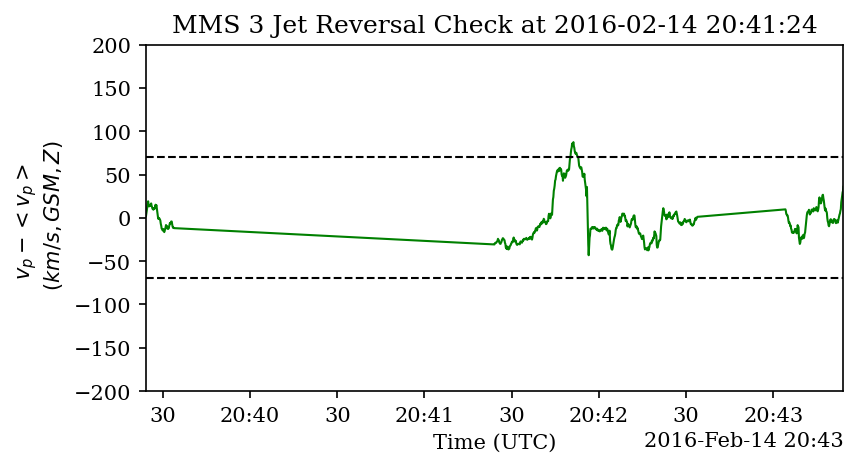 MMS 3 Jet Reversal Check at 2016-02-14 20:41:24
200
150
100
50
0
−50
−100
−150
−200
v_p − < v_p >
(km/s, GSM, Z)
30 20:40 30 20:41 30 20:42 30 20:43
Time (UTC)
2016-Feb-14 20:43